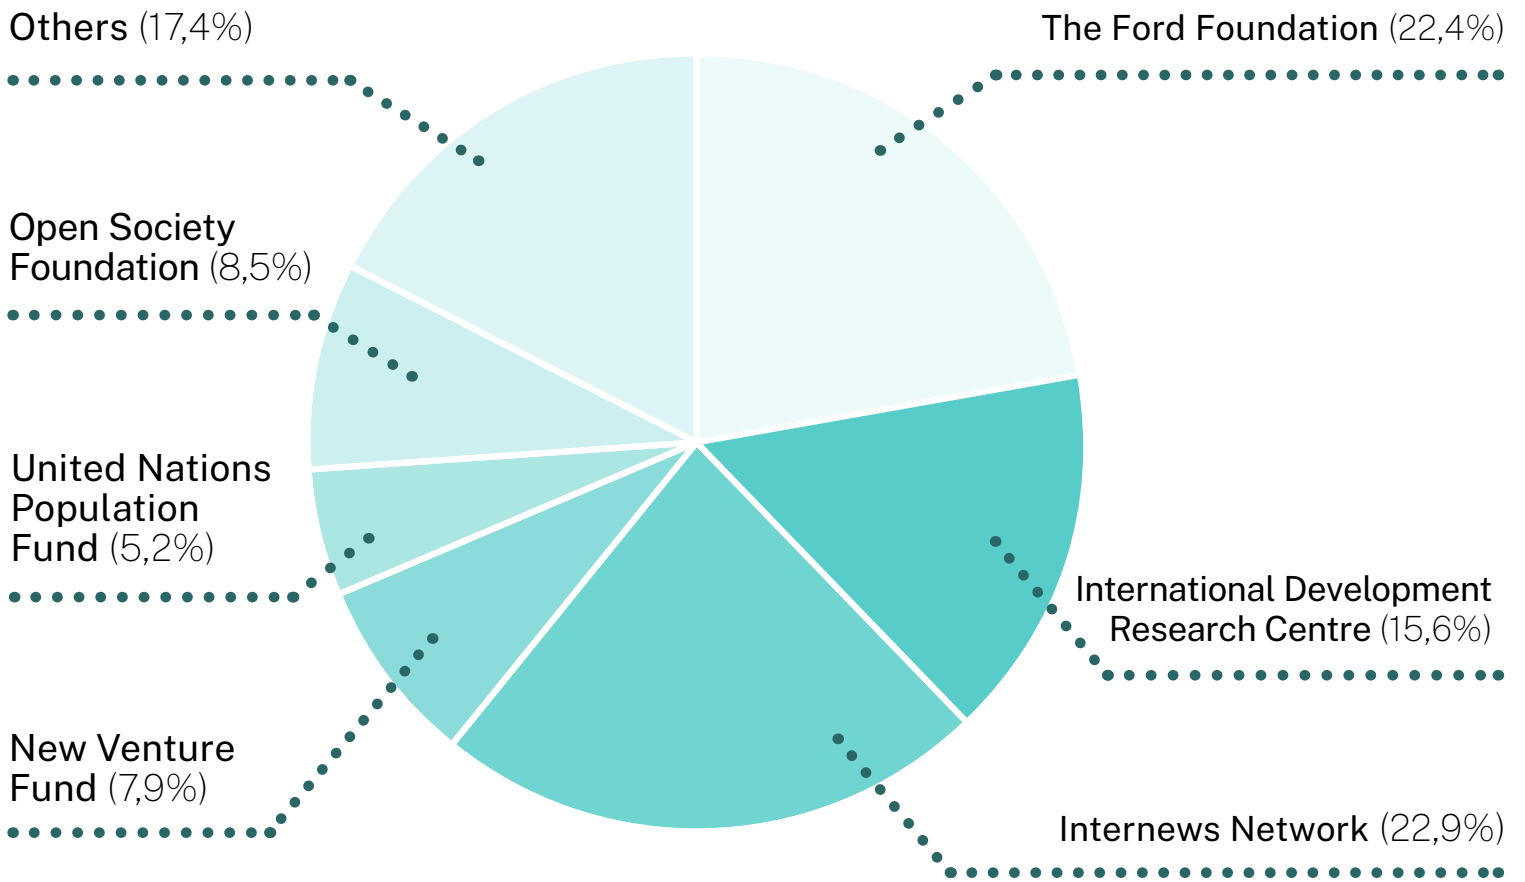 Others (17,4%)
The Ford Foundation (22,4%)
Open Society
Foundation (8,5%)
United Nations
Population
Fund (5,2%)
International Development
Research Centre (15,6%)
New Venture
Fund (7,9%)
Internews Network (22,9%)